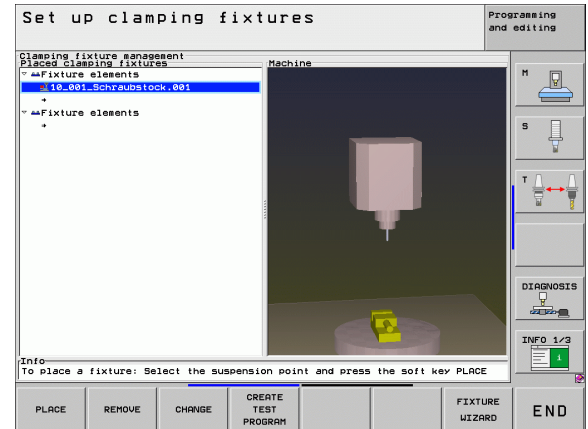 Set up clamping fixtures
Programming
and editing
Clamping fixture management
Placed clamping fixtures
Machine
Fixture elements
10_001_Schraubstock.001
Fixture elements
M
S
T
DIAGNOSIS
INFO 1/3
i
Info
To place a fixture: Select the suspension point and press the soft key PLACE
PLACE
REMOVE
CHANGE
CREATE
TEST
PROGRAM
FIXTURE
WIZARD
END